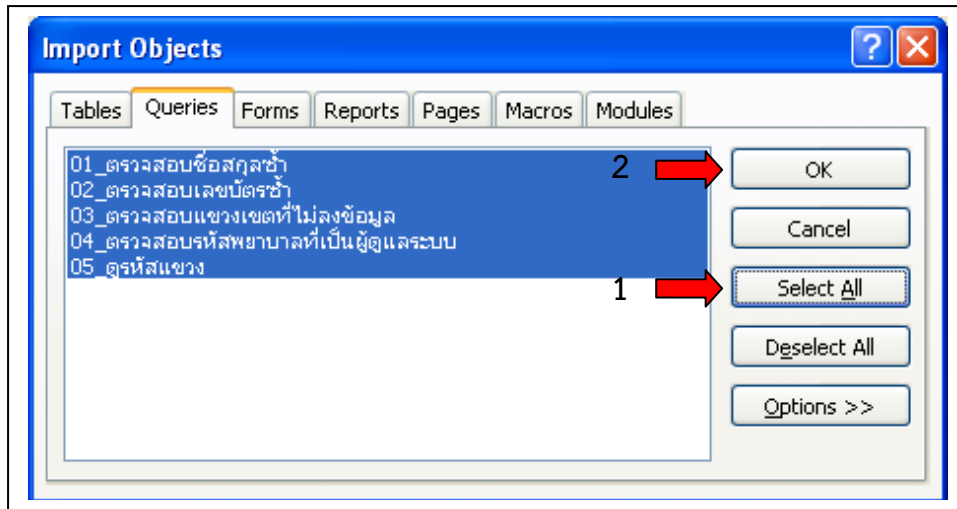 Import Objects
Tables Queries Forms Reports Pages Macros Modules
01_ตรวจสอบชื่อสกุลซ้ำ
02_ตรวจสอบเลขบัตรซ้ำ
03_ตรวจสอบแขวงเขตที่ไม่ลงข้อมูล
04_ตรวจสอบรหัสพยาบาลที่เป็นผู้ดูแลระบบ
05_ดูรหัสแขวง
2
OK
Cancel
1
Select All
Deselect All
Options >>